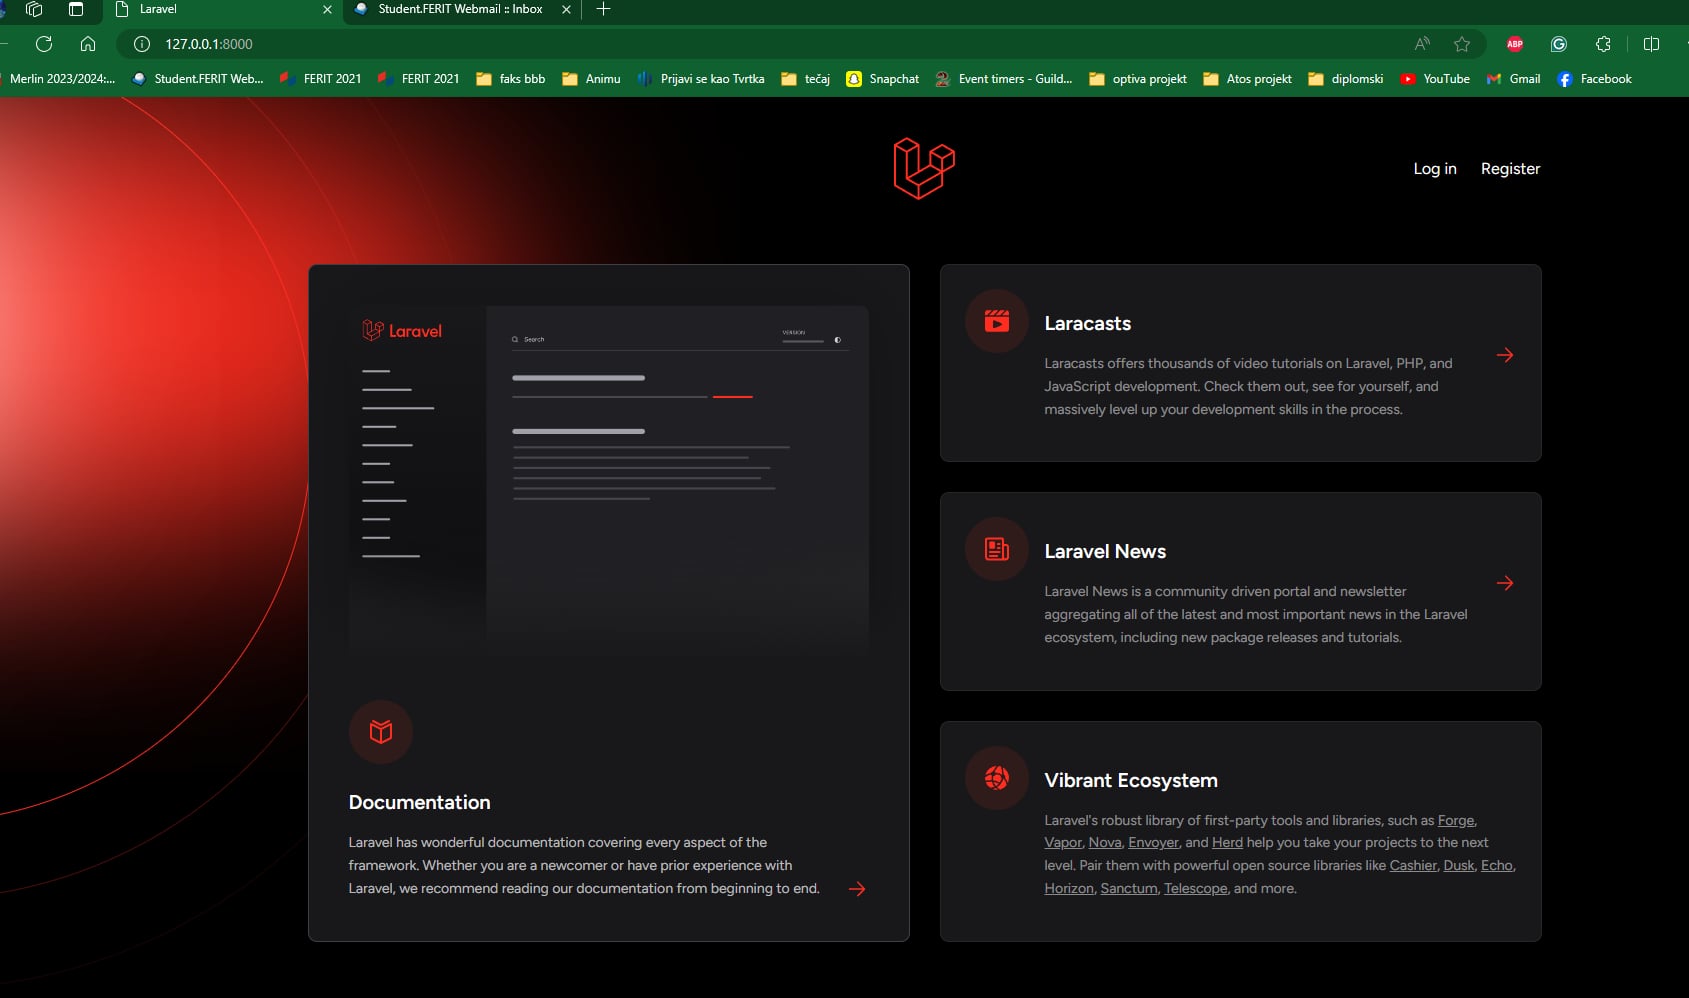 Laravel
Student.FERIT Webmail :: Inbox
127.0.0.1:8000
ABP
Merlin 2023/2024:...
Student.FERIT Web...
FERIT 2021
FERIT 2021
faks bbb
Animu
Prijavi se kao Tvrtka
tečaj
Snapchat
Event timers - Guild...
optiva projekt
Atos projekt
diplomski
YouTube
Gmail
Facebook
Log in
Register
Laravel
Search
VERSION
Documentation
Laravel has wonderful documentation covering every aspect of the
framework. Whether you are a newcomer or have prior experience with
Laravel, we recommend reading our documentation from beginning to end.
Laracasts
Laracasts offers thousands of video tutorials on Laravel, PHP, and
JavaScript development. Check them out, see for yourself, and
massively level up your development skills in the process.
Laravel News
Laravel News is a community driven portal and newsletter
aggregating all of the latest and most important news in the Laravel
ecosystem, including new package releases and tutorials.
Vibrant Ecosystem
Laravel's robust library of first-party tools and libraries, such as Forge,
Vapor, Nova, Envoyer, and Herd help you take your projects to the next
level. Pair them with powerful open source libraries like Cashier, Dusk, Echo,
Horizon, Sanctum, Telescope, and more.